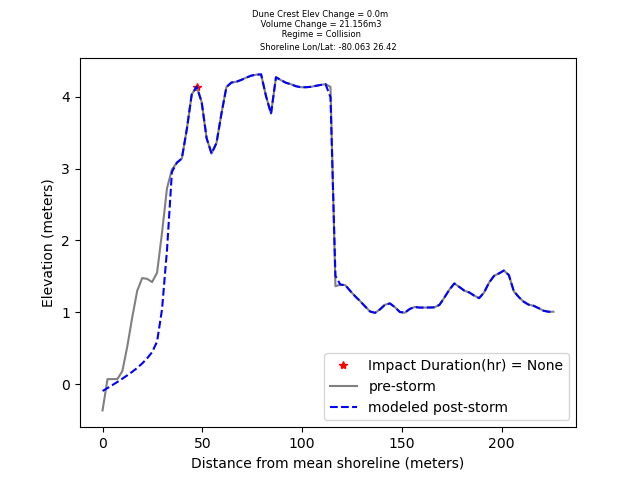 Dune Crest Elev Change = 0.0m
Volume Change = 21.156m3
Regime = Collision
Shoreline Lon/Lat: -80.063 26.42
Elevation (meters)
4
3
2
1
0
Impact Duration(hr) = None
pre-storm
modeled post-storm
0
50
100
150
200
Distance from mean shoreline (meters)